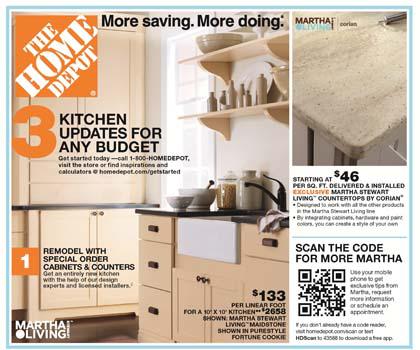 THE
HOME
DEPOT
More saving. More doing.
MARTHA STEWART
LIVING
corian
3
KITCHEN
UPDATES FOR
ANY BUDGET
Get started today —call 1-800-HOMEDEPOT,
visit the store or find inspirations and
calculators @ homedepot.com/getstarted
STARTING AT $46
PER SQ. FT. DELIVERED & INSTALLED
EXCLUSIVE MARTHA STEWART
LIVING™ COUNTERTOPS BY CORIAN®
• Designed to work with all the other products
in the Martha Stewart Living line
• By integrating cabinets, hardware and paint
colors, you can create a style of your own
1
REMODEL WITH
SPECIAL ORDER
CABINETS & COUNTERS
Get an entirely new kitchen
with the help of our design
experts and licensed installers.
$133
PER LINEAR FOOT
FOR A 10' X 10' KITCHEN** $2658
SHOWN: MARTHA STEWART
LIVING™ MAIDSTONE
SHOWN IN PURESTYLE
FORTUNE COOKIE
MARTHA STEWART
LIVING
SCAN THE CODE
FOR MORE MARTHA
Use your mobile
phone to get
exclusive tips from
Martha, request
more information
or schedule an
appointment.
If you don't already have a code reader,
visit homedepot.com/scan or text
HDScan to 43588 to download a free app.